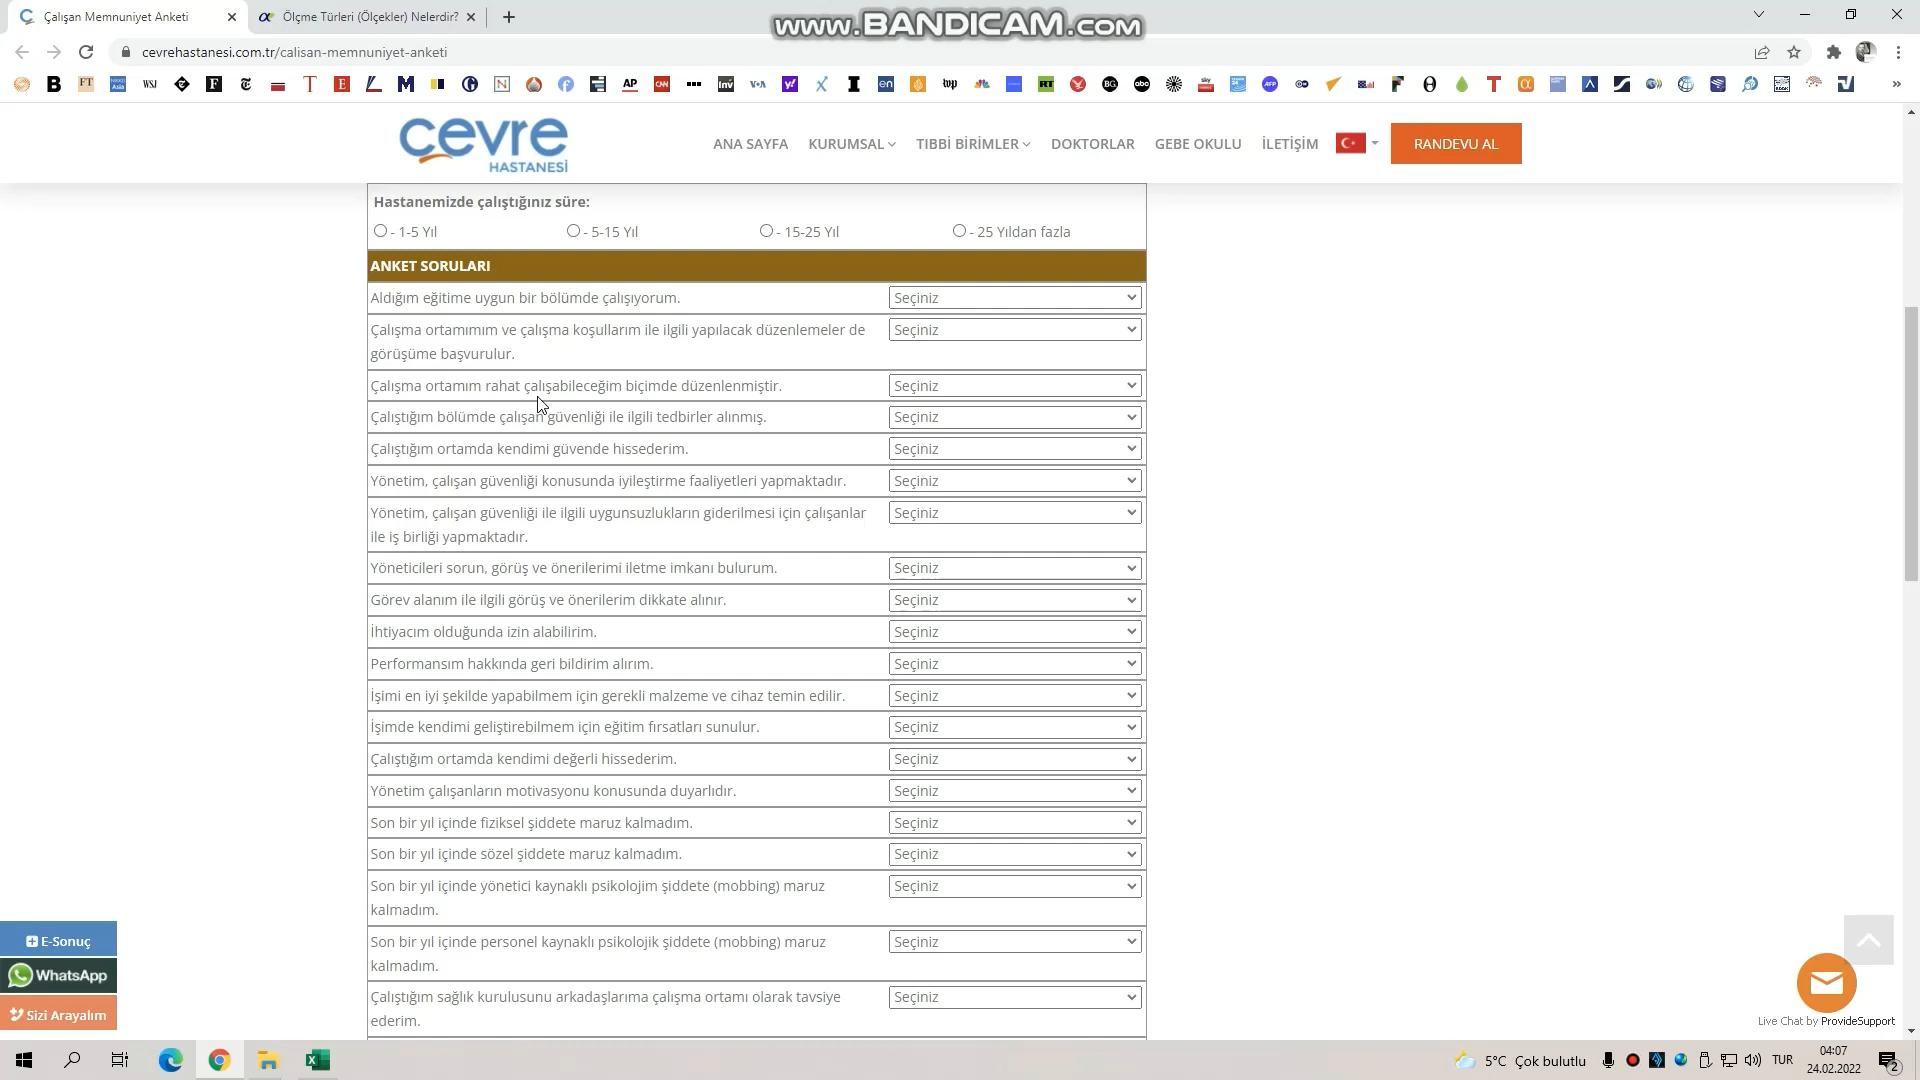 Çalışan Memnuniyet Anketi
Ölçme Türleri (Ölçekler) Nelerdir?
www.BANDICAM.com
cevrehastanesi.com.tr/calisan-memnuniyet-anketi
cevre
HASTANESİ
ANA SAYFA
KURUMSAL
TIBBİ BİRİMLER
DOKTORLAR
GEBE OKULU
İLETİŞİM
RANDEVU AL
Hastanemizde çalıştığınız süre:
- 1-5 Yıl
- 5-15 Yıl
- 15-25 Yıl
- 25 Yıldan fazla
ANKET SORULARI
Aldığım eğitime uygun bir bölümde çalışıyorum.
Seçiniz
Çalışma ortamımım ve çalışma koşullarım ile ilgili yapılacak düzenlemeler de
görüşüme başvurulur.
Seçiniz
Çalışma ortamım rahat çalışabileceğim biçimde düzenlenmiştir.
Seçiniz
Çalıştığım bölümde çalışan güvenliği ile ilgili tedbirler alınmış.
Seçiniz
Çalıştığım ortamda kendimi güvende hissederim.
Seçiniz
Yönetim, çalışan güvenliği konusunda iyileştirme faaliyetleri yapmaktadır.
Seçiniz
Yönetim, çalışan güvenliği ile ilgili uygunsuzlukların giderilmesi için çalışanlar
ile iş birliği yapmaktadır.
Seçiniz
Yöneticileri sorun, görüş ve önerilerimi iletme imkanı bulurum.
Seçiniz
Görev alanım ile ilgili görüş ve önerilerim dikkate alınır.
Seçiniz
İhtiyacım olduğunda izin alabilirim.
Seçiniz
Performansım hakkında geri bildirim alırım.
Seçiniz
İşimi en iyi şekilde yapabilmem için gerekli malzeme ve cihaz temin edilir.
Seçiniz
İşimde kendimi geliştirebilmem için eğitim fırsatları sunulur.
Seçiniz
Çalıştığım ortamda kendimi değerli hissederim.
Seçiniz
Yönetim çalışanların motivasyonu konusunda duyarlıdır.
Seçiniz
Son bir yıl içinde fiziksel şiddete maruz kalmadım.
Seçiniz
Son bir yıl içinde sözel şiddete maruz kalmadım.
Seçiniz
Son bir yıl içinde yönetici kaynaklı psikolojim şiddete (mobbing) maruz
kalmadım.
Seçiniz
Son bir yıl içinde personel kaynaklı psikolojik şiddete (mobbing) maruz
kalmadım.
Seçiniz
Çalıştığım sağlık kurulusunu arkadaşlarıma çalışma ortamı olarak tavsiye
ederim.
Seçiniz
E-Sonuç
WhatsApp
Sizi Arayalım
Live Chat by ProvideSupport
5°C Çok bulutlu
TUR
04:07
24.02.2022
2